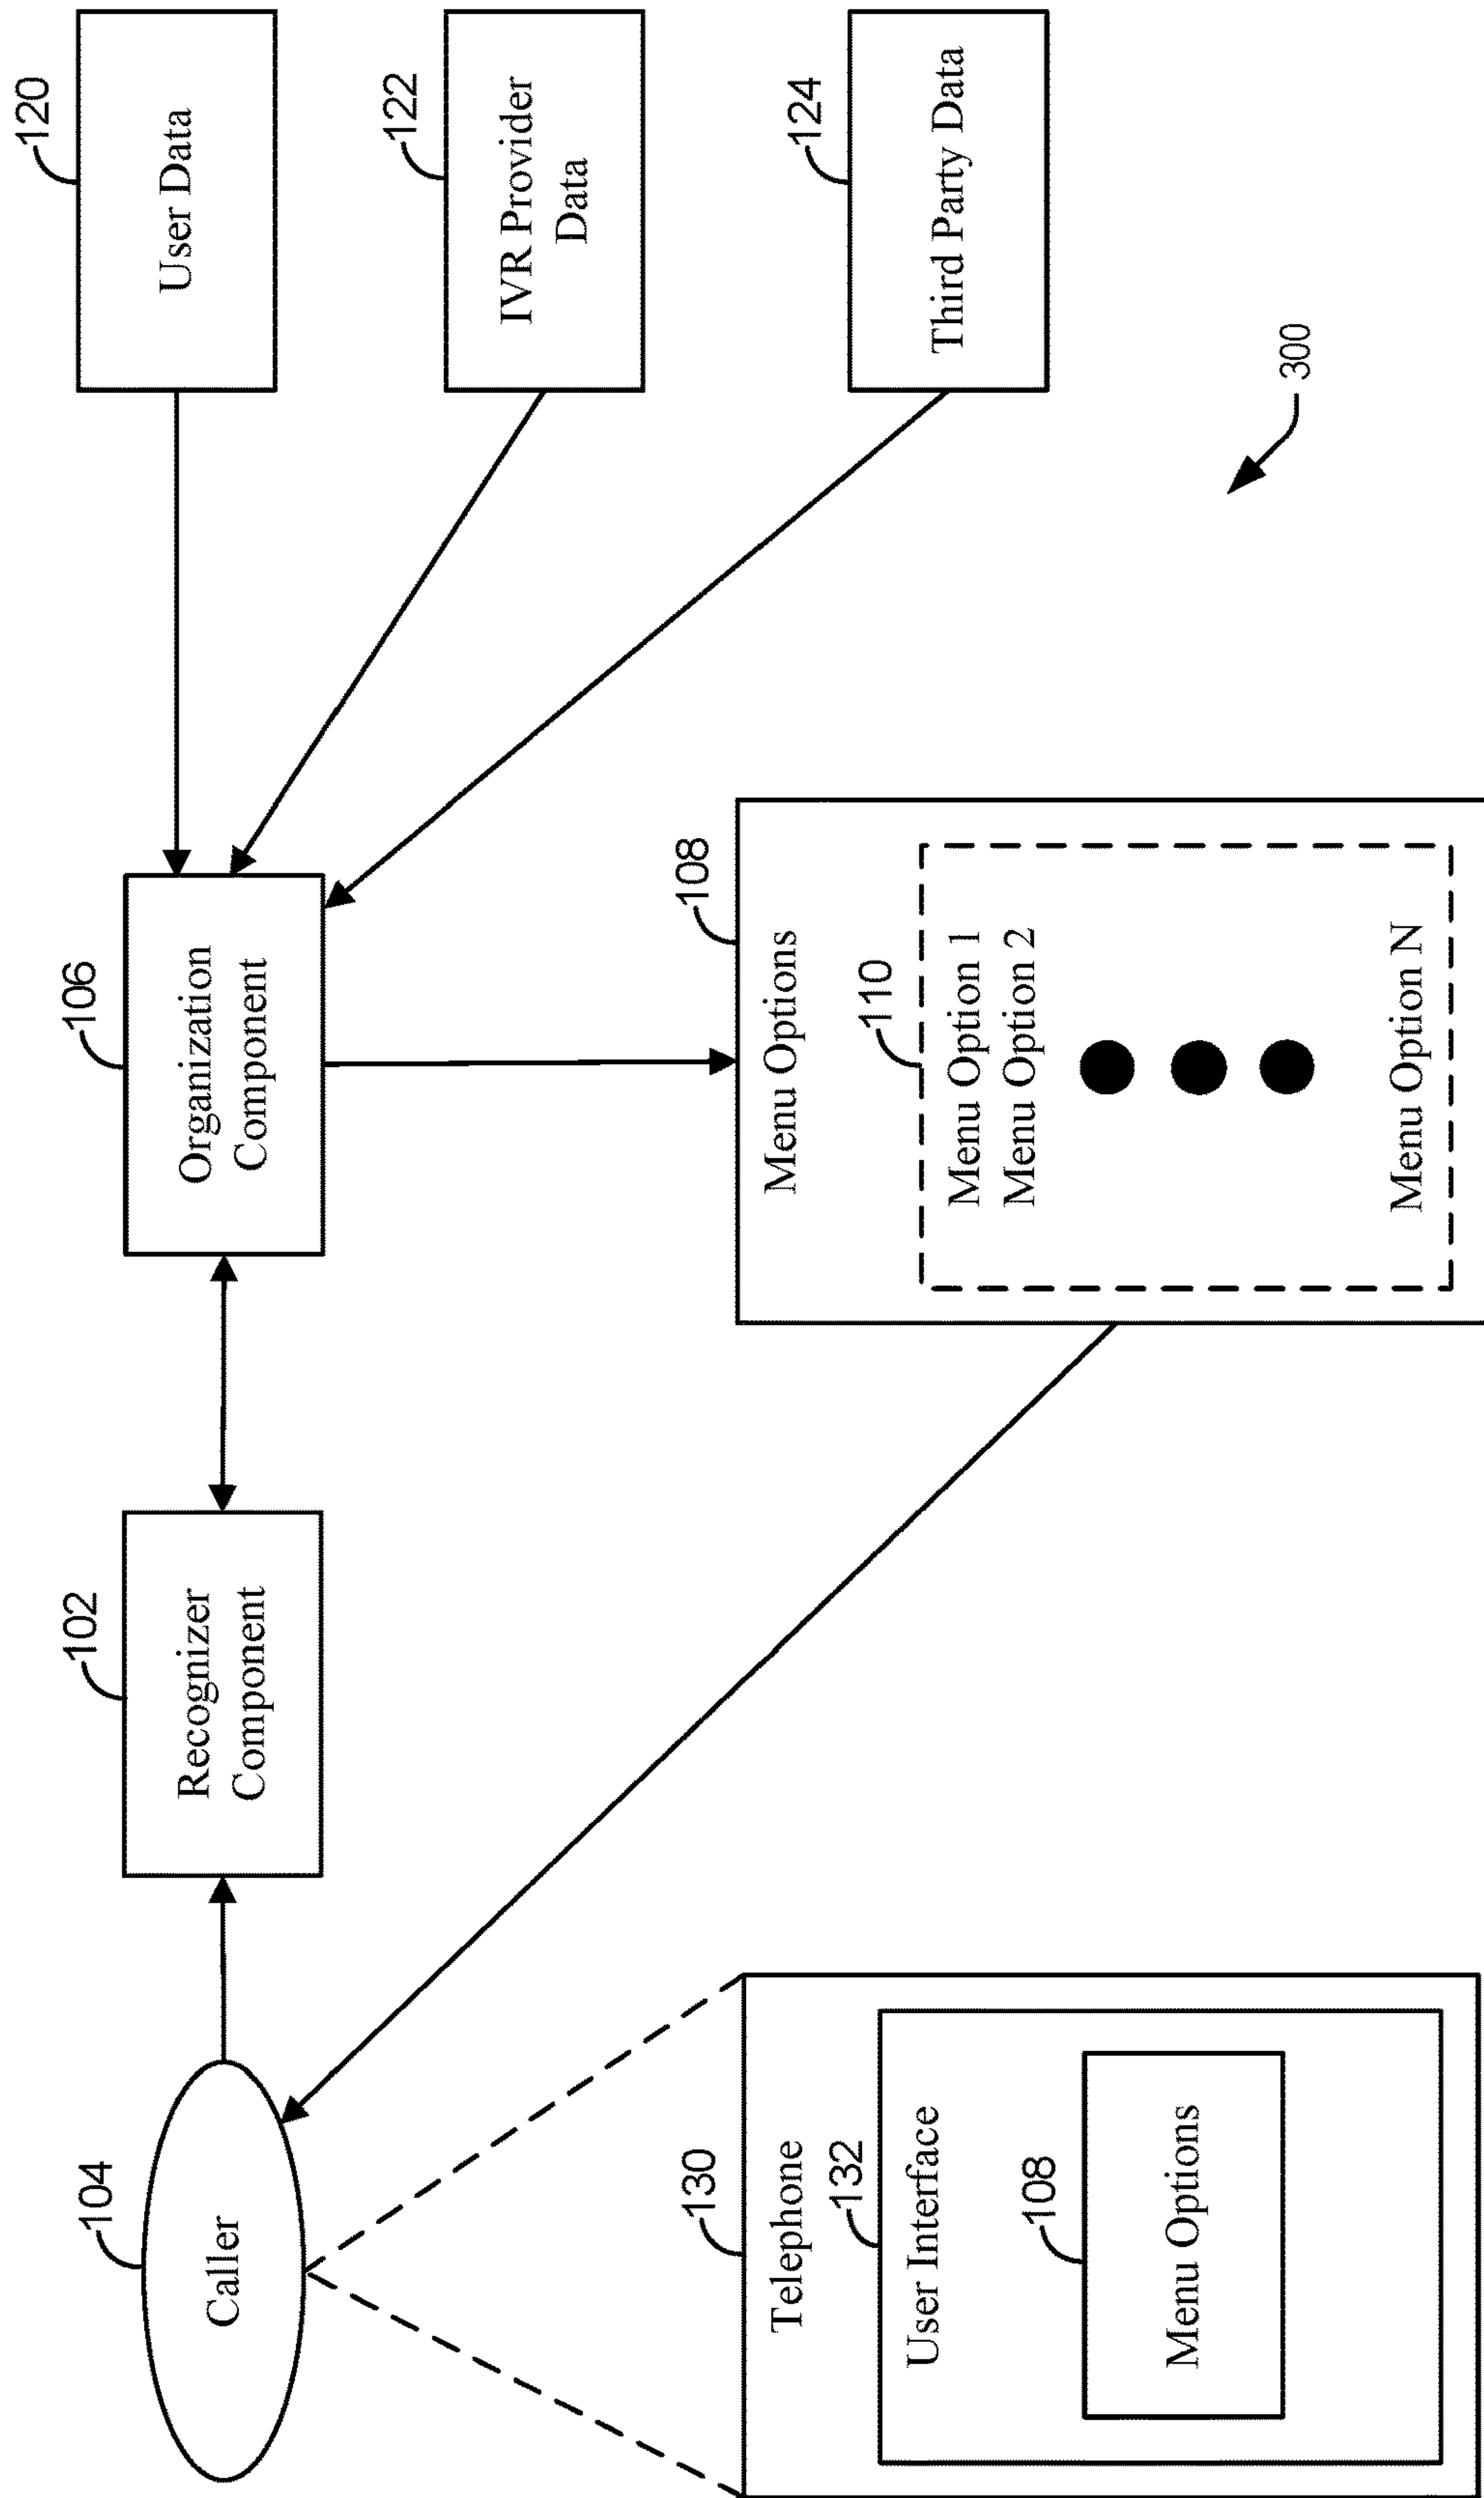 104
Caller
102
Recognizer
Component
106
Organization
Component
120
User Data
122
IVR Provider
Data
124
Third Party Data
108
Menu Options
110
Menu Option 1
Menu Option 2
Menu Option N
130
Telephone
132
User Interface
108
Menu Options
300